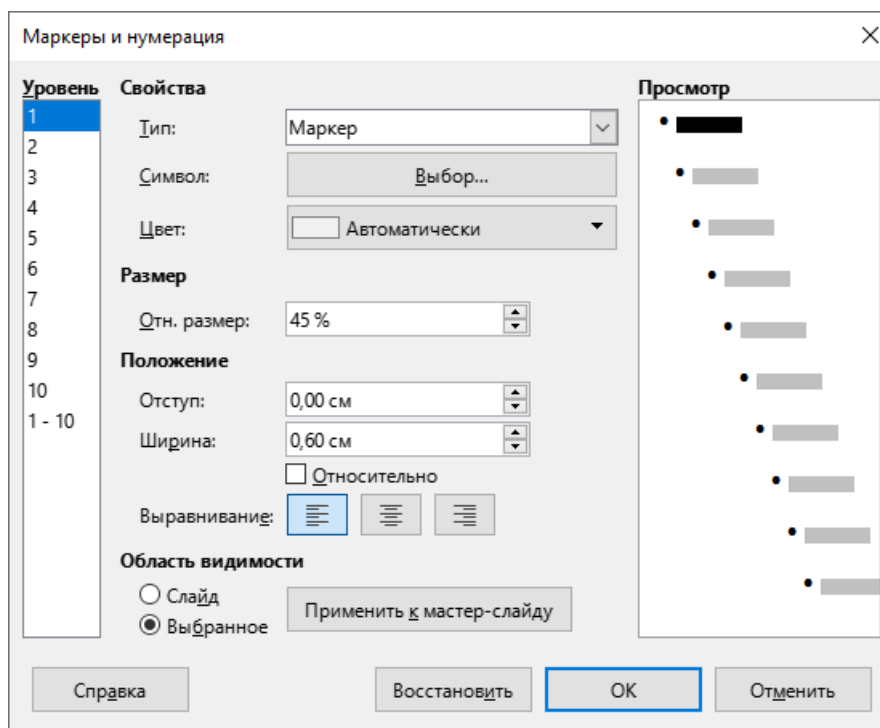 Маркеры и нумерация
Уровень
1
2
3
4
5
6
7
8
9
10
1 - 10
Свойства
Тип:
Маркер
Символ:
Выбор...
Цвет:
Автоматически
Размер
Отн. размер:
45 %
Положение
Отступ:
0,00 см
Ширина:
0,60 см
Относительно
Выравнивание:
Область видимости
Слайд
Выбранное
Применить к мастер-слайду
Просмотр
Справка
Восстановить
OK
Отменить